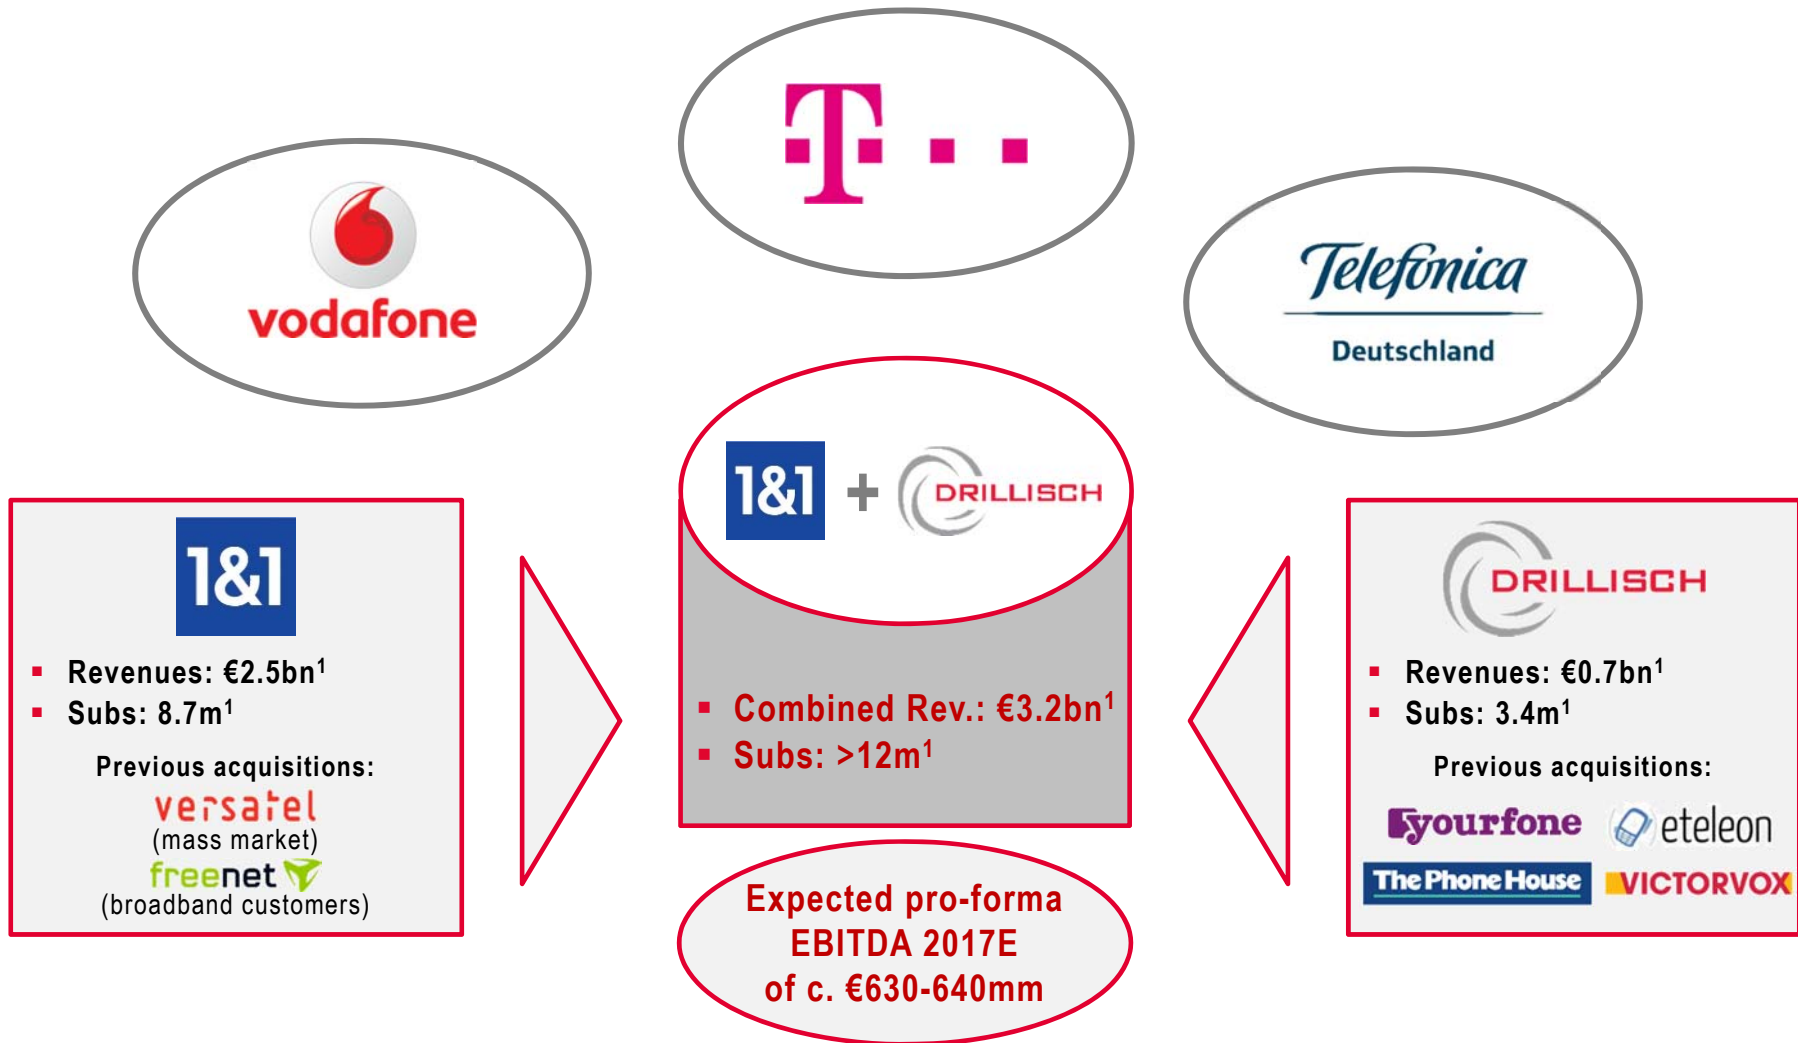 T
vodafone
Telefónica
Deutschland
1&1 + DRILLISCH
1&1
▪ Revenues: €2.5bn¹
▪ Subs: 8.7m¹
Previous acquisitions:
versatel
(mass market)
freenet
(broadband customers)
▪ Combined Rev.: €3.2bn¹
▪ Subs: >12m¹
Expected pro-forma
EBITDA 2017E
of c. €630-640mm
DRILLISCH
▪ Revenues: €0.7bn¹
▪ Subs: 3.4m¹
Previous acquisitions:
yourfone eteleon
The Phone House VICTORVOX